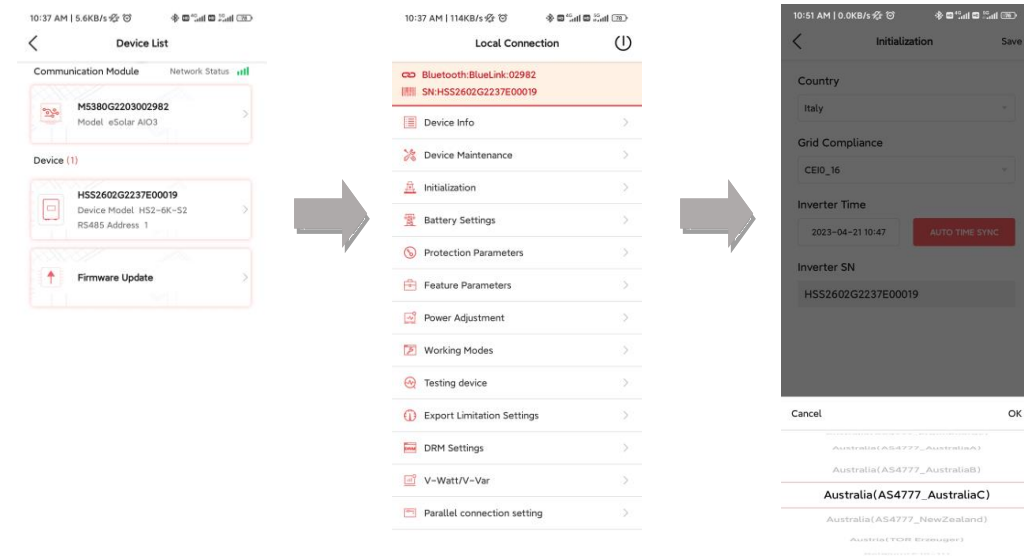 10:37 AM | 5.6KB/s
Device List
Communication Module Network Status
M5380G2203002982
Model eSolar AIO3
Device (1)
HSS2602G2237E00019
Device Model HS2-6K-S2
RS485 Address 1
Firmware Update
10:37 AM | 114KB/s
Local Connection
Bluetooth:BlueLink:02982
SN:HSS2602G2237E00019
Device Info
Device Maintenance
Initialization
Battery Settings
Protection Parameters
Feature Parameters
Power Adjustment
Working Modes
Testing device
Export Limitation Settings
DRM Settings
V-Watt/V-Var
Parallel connection setting
10:51 AM | 0.0KB/s
Initialization Save
Country
Italy
Grid Compliance
CEI0_16
Inverter Time
2023-04-21 10:47 AUTO TIME SYNC
Inverter SN
HSS2602G2237E00019
Cancel OK
Australia(AS4777_AustraliaA)
Australia(AS4777_AustraliaB)
Australia(AS4777_AustraliaC)
Australia(AS4777_NewZealand)
Austria(TOR Erzeuger)